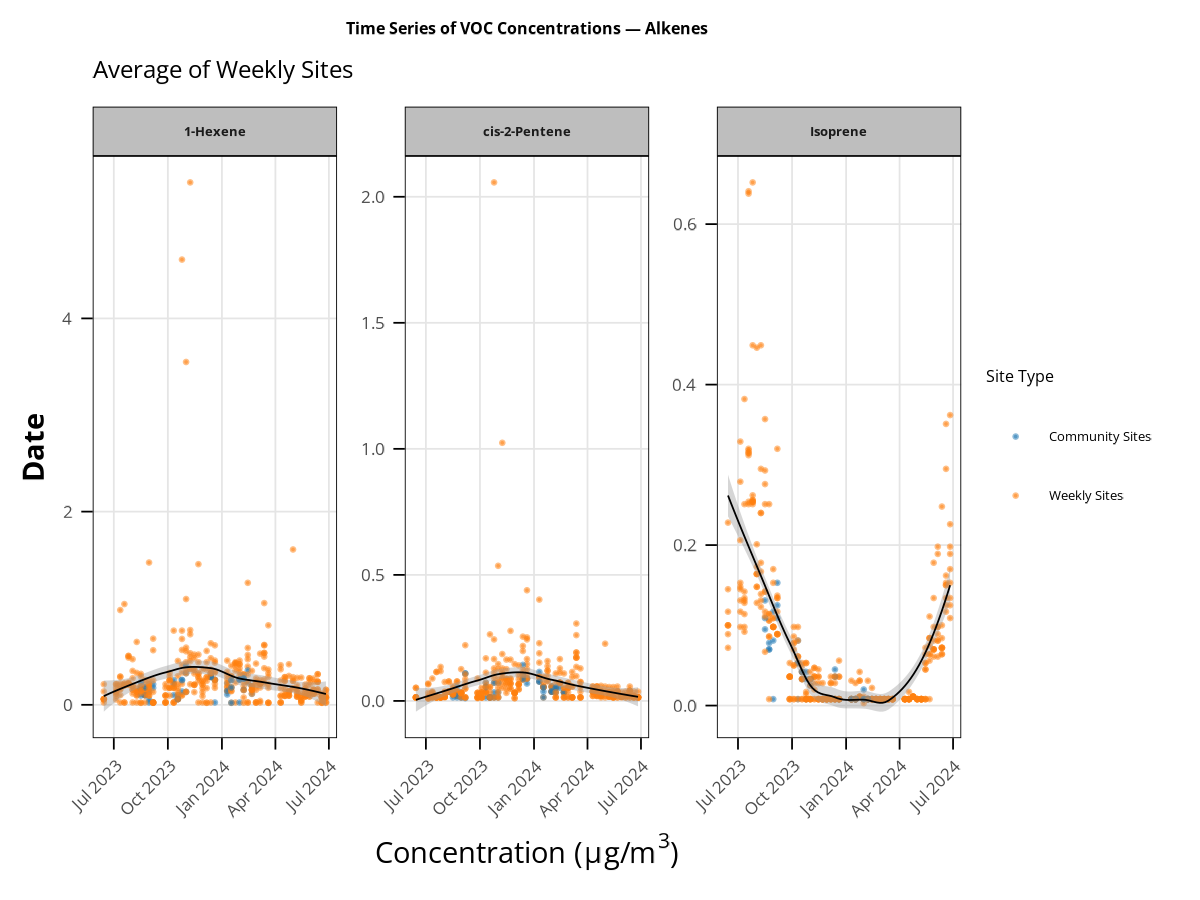 Time Series of VOC Concentrations — Alkenes
Average of Weekly Sites
1-Hexene
cis-2-Pentene
Isoprene
4
2
0
2.0
1.5
1.0
0.5
0.0
0.6
0.4
0.2
0.0
Jul 2023
Oct 2023
Jan 2024
Apr 2024
Jul 2024
Jul 2023
Oct 2023
Jan 2024
Apr 2024
Jul 2024
Jul 2023
Oct 2023
Jan 2024
Apr 2024
Jul 2024
Date
Concentration (µg/m³)
Site Type
Community Sites
Weekly Sites